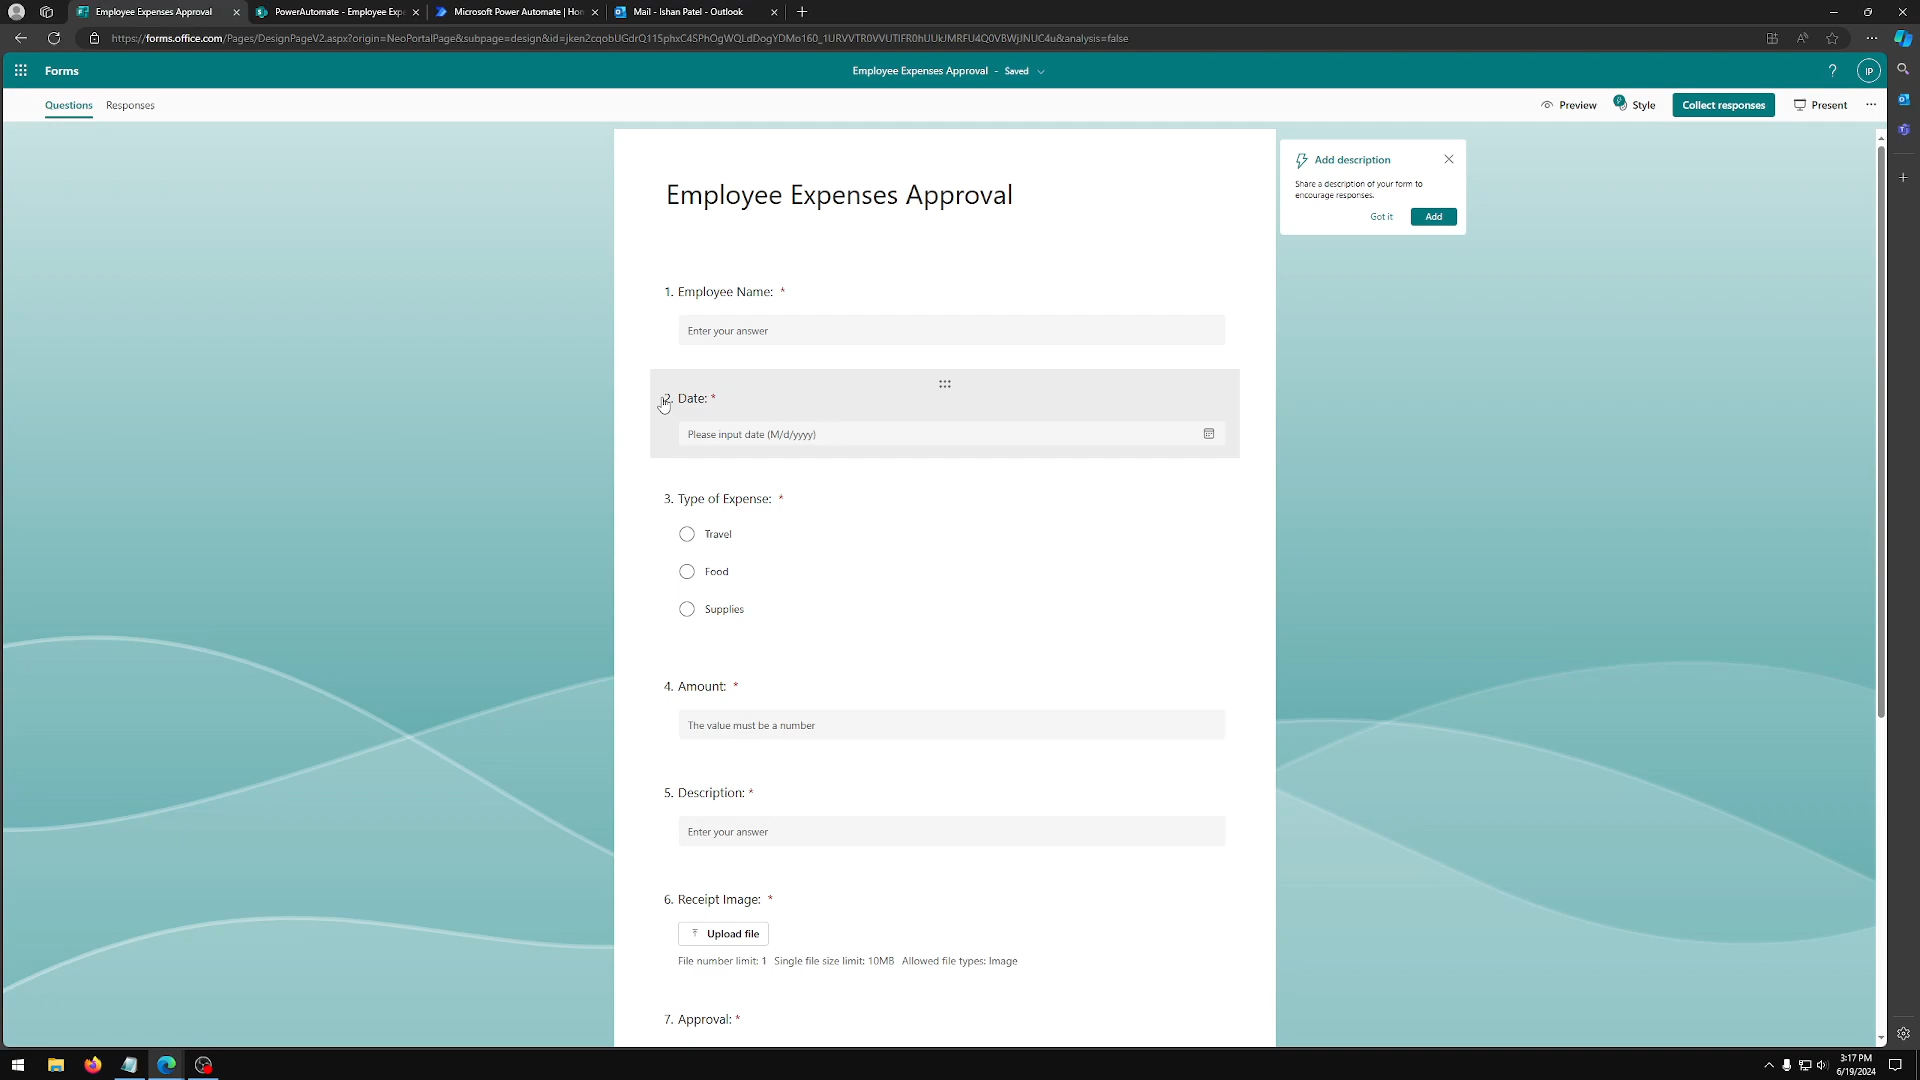 Employee Expenses Approval
PowerAutomate - Employee Exp
Microsoft Power Automate | Hon
Mail - Ishan Patel - Outlook
Forms
Employee Expenses Approval - Saved
?
IP
Questions
Responses
Preview
Style
Collect responses
Present
Employee Expenses Approval
Add description
Share a description of your form to
encourage responses.
Got it
Add
1. Employee Name: *
Enter your answer
2. Date: *
Please input date (M/d/yyyy)
3. Type of Expense: *
Travel
Food
Supplies
4. Amount: *
The value must be a number
5. Description: *
Enter your answer
6. Receipt Image: *
Upload file
File number limit: 1 Single file size limit: 10MB Allowed file types: Image
7. Approval: *
3:17 PM
6/19/2024